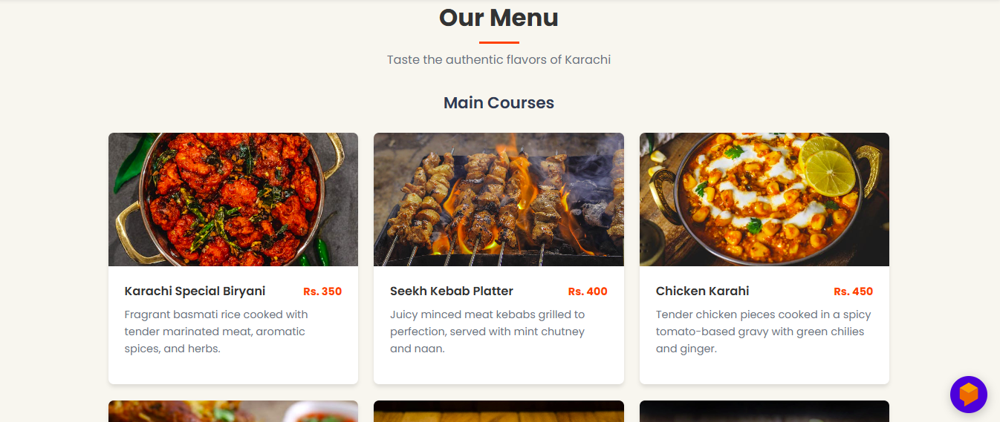 Our Menu
Taste the authentic flavors of Karachi
Main Courses
Karachi Special Biryani Rs. 350
Fragrant basmati rice cooked with
tender marinated meat, aromatic
spices, and herbs.
Seekh Kebab Platter Rs. 400
Juicy minced meat kebabs grilled to
perfection, served with mint chutney
and naan.
Chicken Karahi Rs. 450
Tender chicken pieces cooked in a spicy
tomato-based gravy with green chilies
and ginger.